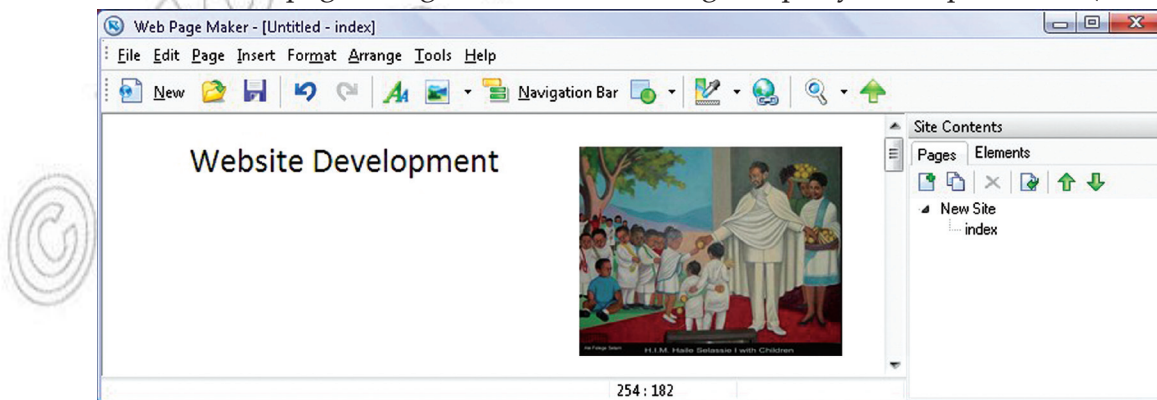 Web Page Maker - [Untitled - index]
File Edit Page Insert Format Arrange Tools Help
New Navigation Bar
Website Development
H.I.M. Haile Selassie I with Children
Site Contents
Pages Elements
New Site
index
254 : 182